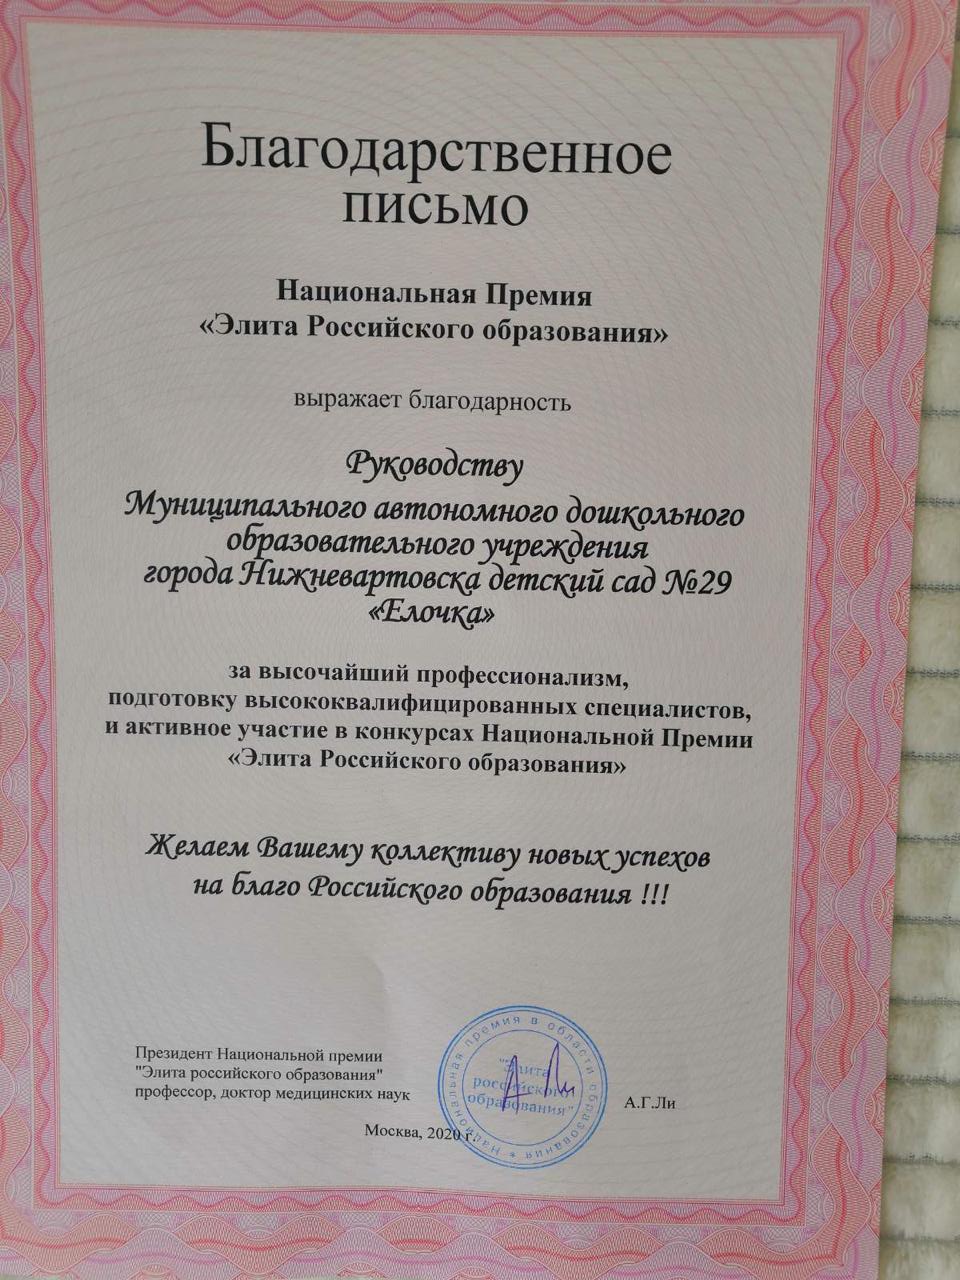 Благодарственное
письмо
Национальная Премия
«Элита Российского образования»
выражает благодарность
Руководству
Муниципального автономного дошкольного
образовательного учреждения
города Нижневартовска детский сад №29
«Елочка»
за высочайший профессионализм,
подготовку высококвалифицированных специалистов,
и активное участие в конкурсах Национальной Премии
«Элита Российского образования»
Желаем Вашему коллективу новых успехов
на благо Российского образования !!!
Президент Национальной премии
"Элита российского образования"
профессор, доктор медицинских наук
А.Г.Ли
Москва, 2020 г.
Национальная премия в области образования *
"Элита
российского
образования"